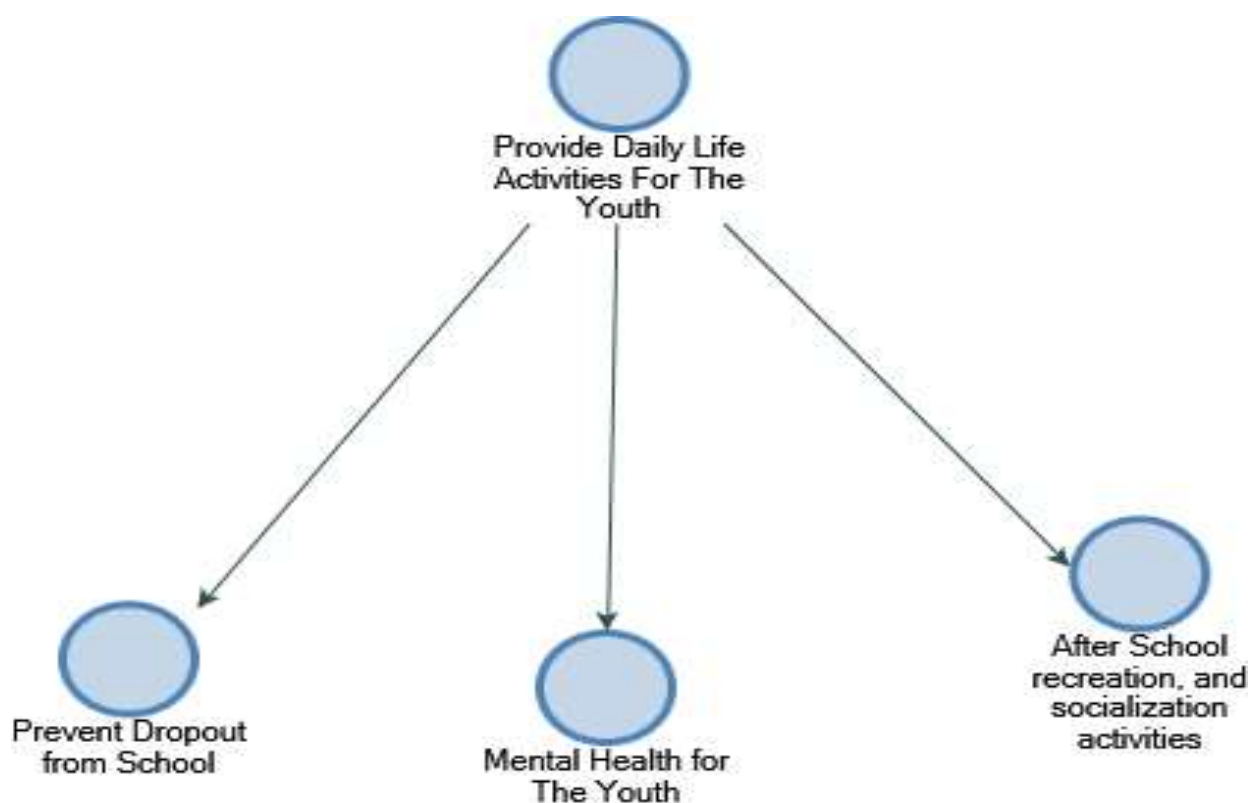 Provide Daily Life
Activities For The
Youth
Prevent Dropout
from School
Mental Health for
The Youth
After School
recreation, and
socialization
activities